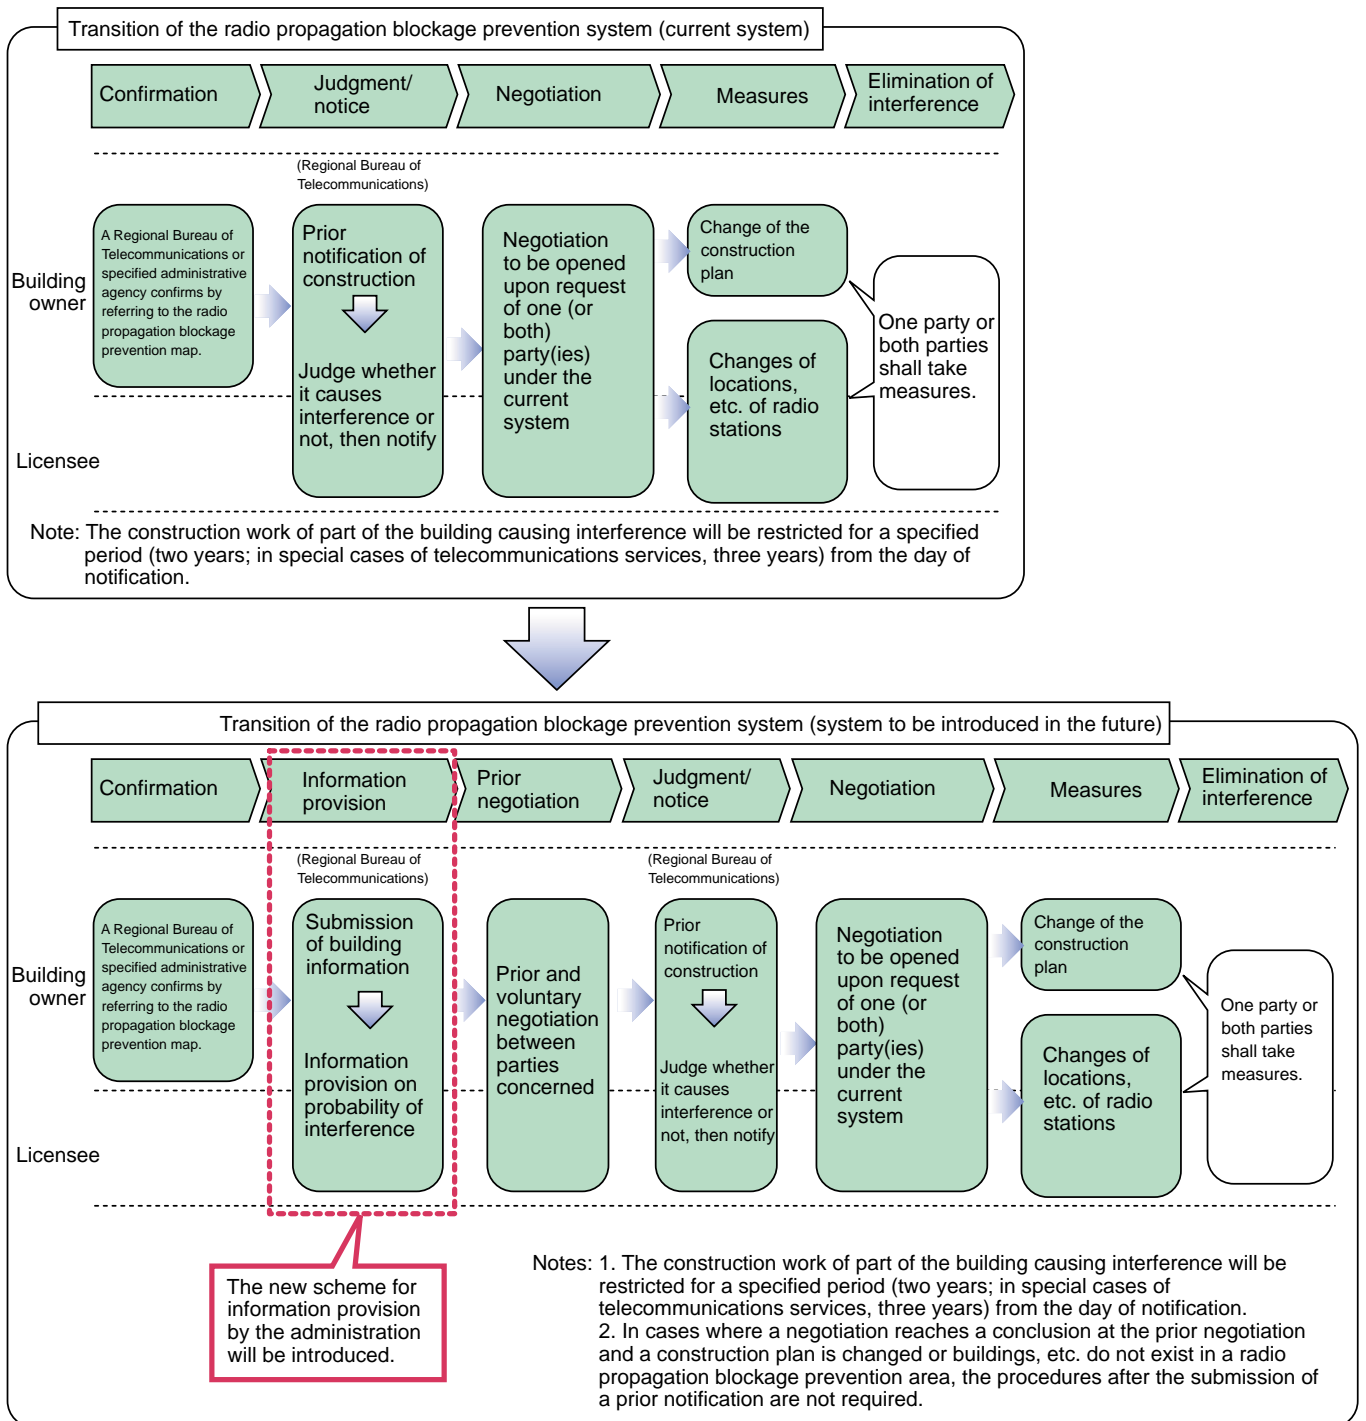 Transition of the radio propagation blockage prevention system (current system)
Confirmation
Judgment/
notice
Negotiation
Measures
Elimination of
interference
(Regional Bureau of
Telecommunications)
Building
owner
Licensee
A Regional Bureau of
Telecommunications or
specified administrative
agency confirms by
referring to the radio
propagation blockage
prevention map.
Prior
notification of
construction
Judge whether
it causes
interference or
not, then notify
Negotiation
to be opened
upon request
of one (or
both)
party(ies)
under the
current
system
Change of the
construction
plan
Changes of
locations,
etc. of radio
stations
One party or
both parties
shall take
measures.
Note: The construction work of part of the building causing interference will be restricted for a specified
period (two years; in special cases of telecommunications services, three years) from the day of
notification.
Transition of the radio propagation blockage prevention system (system to be introduced in the future)
Confirmation
Information
provision
Prior
negotiation
Judgment/
notice
Negotiation
Measures
Elimination of
interference
(Regional Bureau of
Telecommunications)
(Regional Bureau of
Telecommunications)
Building
owner
Licensee
A Regional Bureau of
Telecommunications or
specified administrative
agency confirms by
referring to the radio
propagation blockage
prevention map.
Submission
of building
information
Information
provision on
probability of
interference
Prior and
voluntary
negotiation
between
parties
concerned
Prior
notification of
construction
Judge whether
it causes
interference or
not, then notify
Negotiation
to be opened
upon request
of one (or
both)
party(ies)
under the
current
system
Change of the
construction
plan
Changes of
locations,
etc. of radio
stations
One party or
both parties
shall take
measures.
The new scheme for
information provision
by the administration
will be introduced.
Notes: 1. The construction work of part of the building causing interference will be
restricted for a specified period (two years; in special cases of
telecommunications services, three years) from the day of notification.
2. In cases where a negotiation reaches a conclusion at the prior negotiation
and a construction plan is changed or buildings, etc. do not exist in a radio
propagation blockage prevention area, the procedures after the submission of
a prior notification are not required.